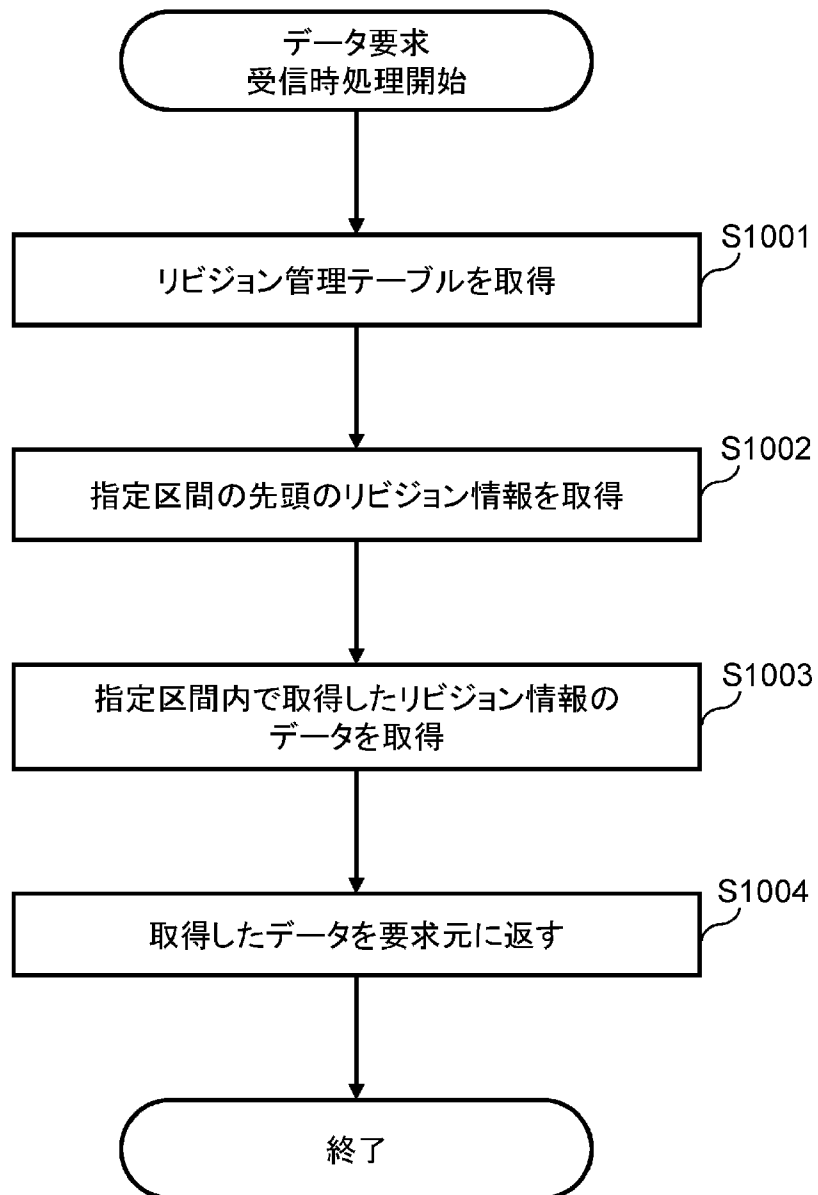 データ要求
受信時処理開始
S1001
リビジョン管理テーブルを取得
S1002
指定区間の先頭のリビジョン情報を取得
S1003
指定区間内で取得したリビジョン情報の
データを取得
S1004
取得したデータを要求元に返す
終了